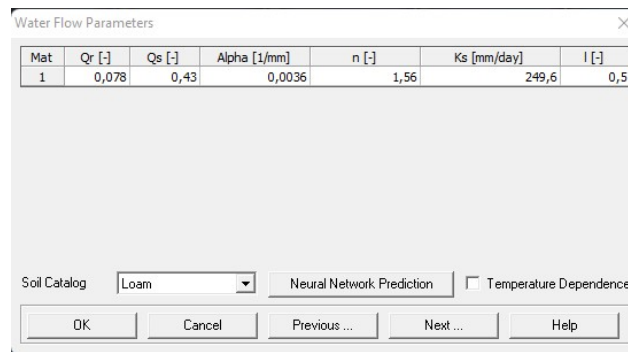 Water Flow Parameters
Mat Qr [-] Qs [-] Alpha [1/mm] n [-] Ks [mm/day] l [-]
1 0,078 0,43 0,0036 1,56 249,6 0,5
Soil Catalog Loam Neural Network Prediction Temperature Dependence
OK Cancel Previous ... Next ... Help